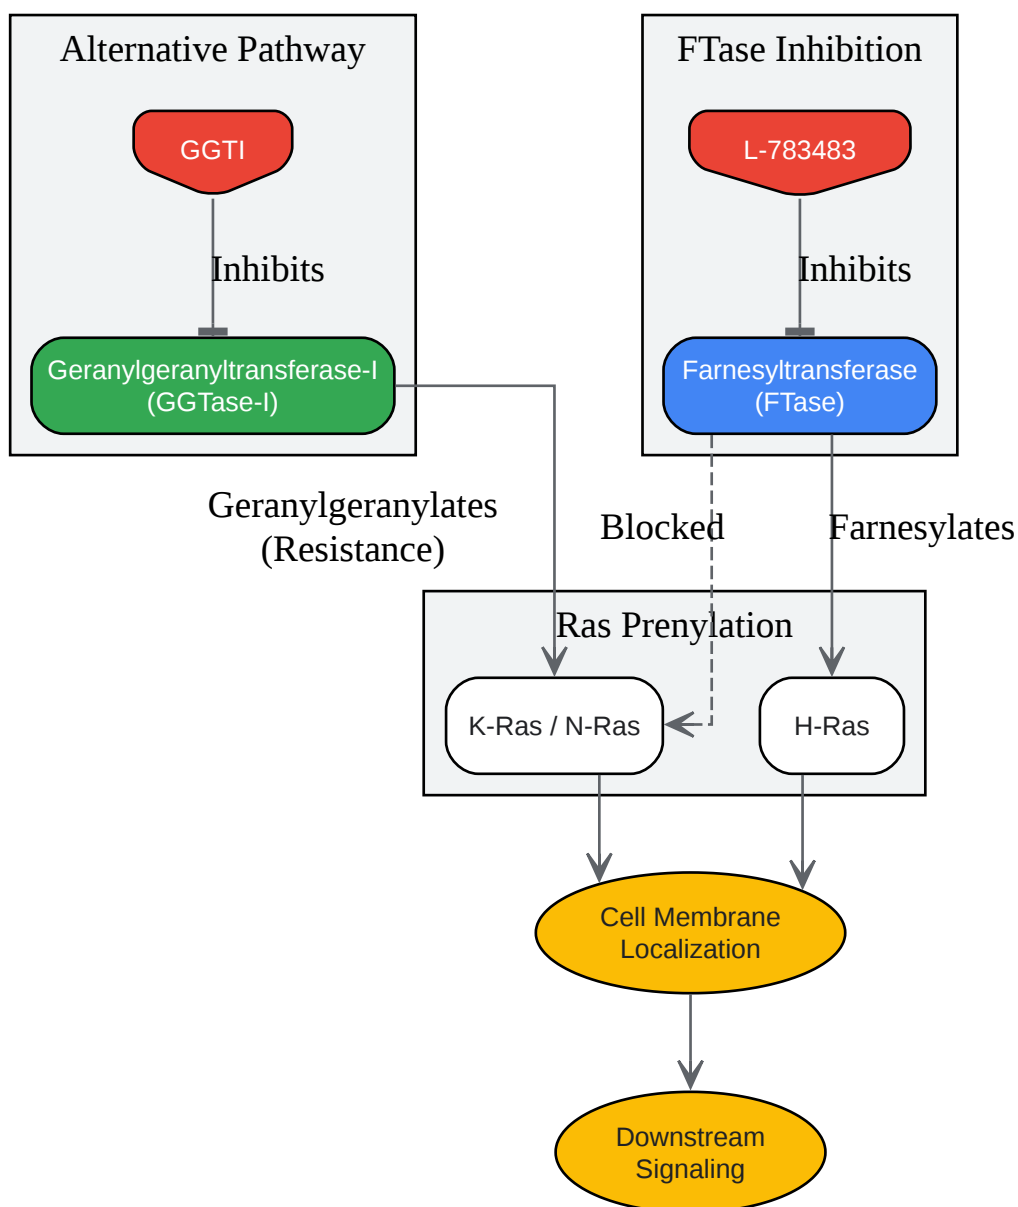 Alternative Pathway
FTase Inhibition
GGTI
L-783483
Inhibits
Inhibits
Geranylgeranyltransferase-I
(GGTase-I)
Farnesyltransferase
(FTase)
Geranylgeranylates
(Resistance)
Blocked
Farnesylates
Ras Prenylation
K-Ras / N-Ras
H-Ras
Cell Membrane
Localization
Downstream
Signaling